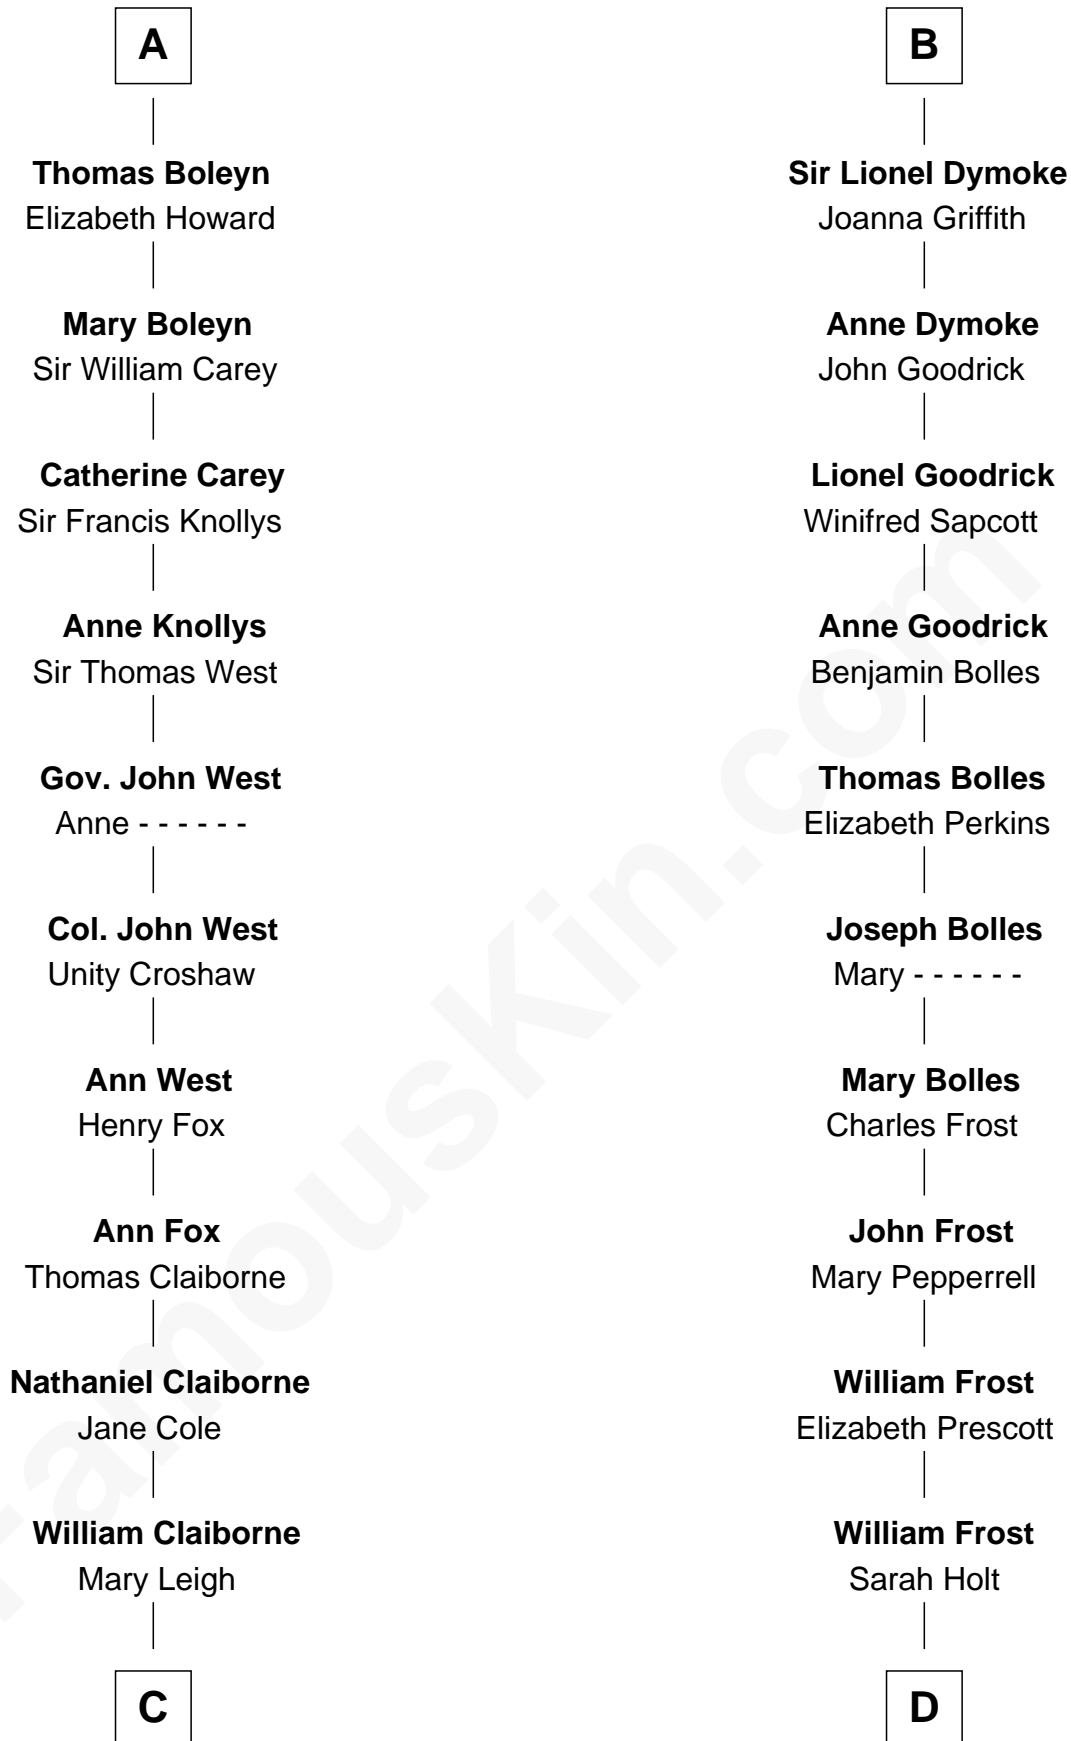 A
Thomas Boleyn
Elizabeth Howard
Mary Boleyn
Sir William Carey
Catherine Carey
Sir Francis Knollys
Anne Knollys
Sir Thomas West
Gov. John West
Anne - - - - - -
Col. John West
Unity Croshaw
Ann West
Henry Fox
Ann Fox
Thomas Claiborne
Nathaniel Claiborne
Jane Cole
William Claiborne
Mary Leigh
C
B
Sir Lionel Dymoke
Joanna Griffith
Anne Dymoke
John Goodrick
Lionel Goodrick
Winifred Sapcott
Anne Goodrick
Benjamin Bolles
Thomas Bolles
Elizabeth Perkins
Joseph Bolles
Mary - - - - - -
Mary Bolles
Charles Frost
John Frost
Mary Pepperrell
William Frost
Elizabeth Prescott
William Frost
Sarah Holt
D
FamousKin.com